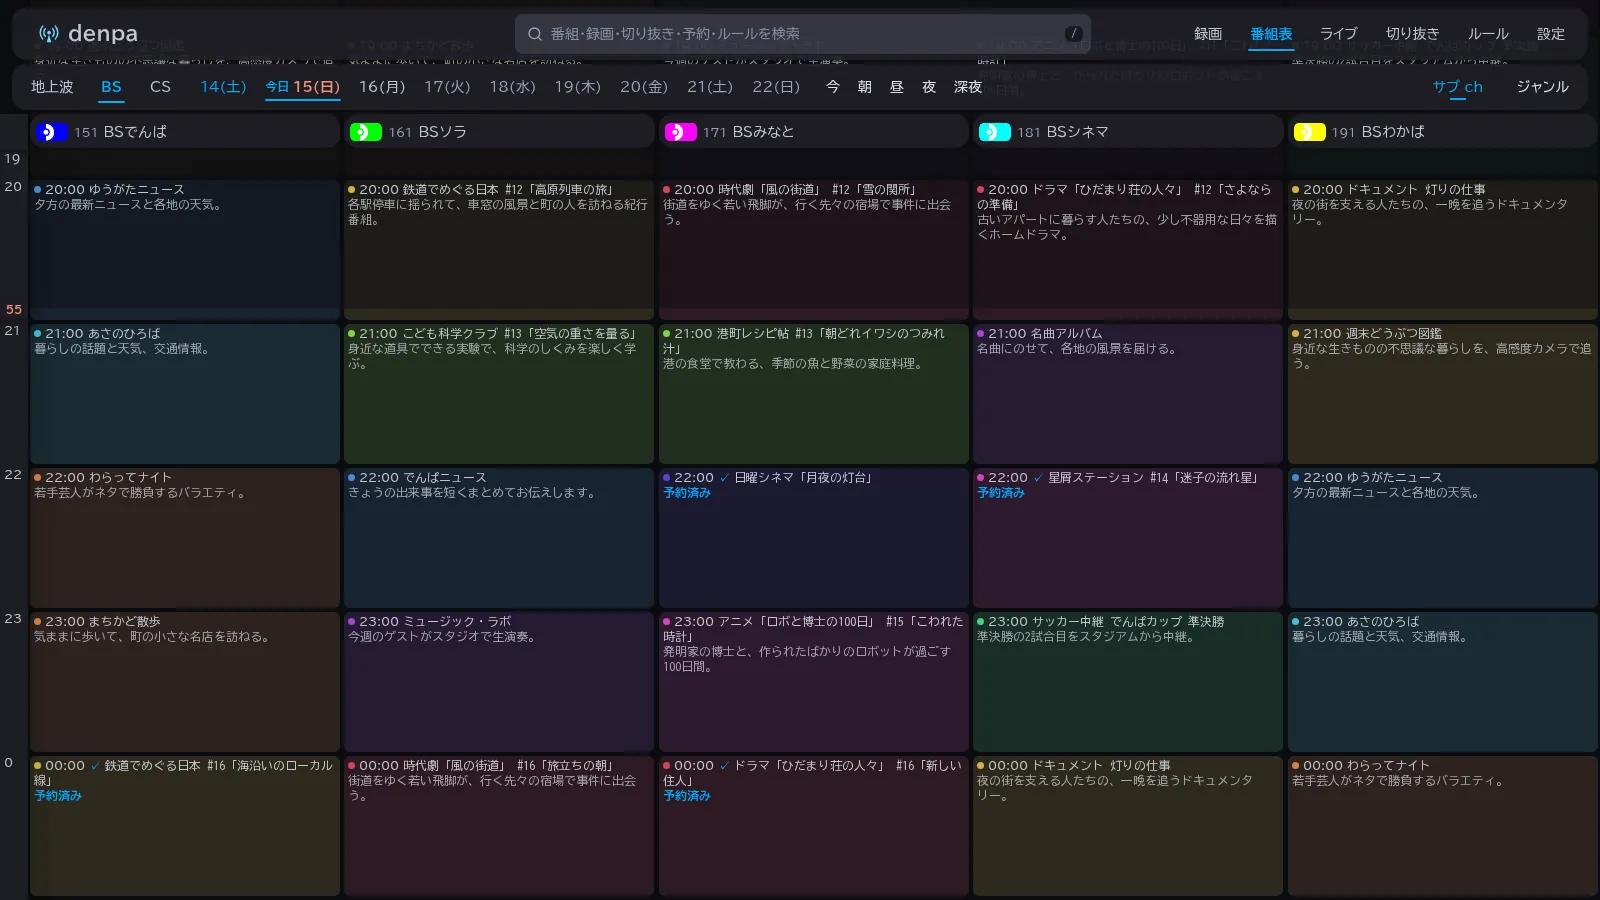 denpa
番組・録画・切り抜き・予約・ルールを検索
/
録画
番組表
ライブ
切り抜き
ルール
設定
地上波
BS
CS
14(土)
今日 15(日)
16(月)
17(火)
18(水)
19(木)
20(金)
21(土)
22(日)
今
朝
昼
夜
深夜
サブ ch
ジャンル
151 BSでんぱ
161 BSソラ
171 BSみなと
181 BSシネマ
191 BSわかば
19
20
20:00 ゆうがたニュース
夕方の最新ニュースと各地の天気。
20:00 鉄道でめぐる日本 #12「高原列車の旅」
各駅停車に揺られて、車窓の風景と町の人を訪ねる紀行
番組。
20:00 時代劇「風の街道」 #12「雪の関所」
街道をゆく若い飛脚が、行く先々の宿場で事件に出会
う。
20:00 ドラマ「ひだまり荘の人々」 #12「さよなら
の準備」
古いアパートに暮らす人たちの、少し不器用な日々を描
くホームドラマ。
20:00 ドキュメント 灯りの仕事
夜の街を支える人たちの、一晩を追うドキュメンタ
リー。
55
21
21:00 あさのひろば
暮らしの話題と天気、交通情報。
21:00 こども科学クラブ #13「空気の重さを量る」
身近な道具でできる実験で、科学のしくみを楽しく学
ぶ。
21:00 港町レシピ帖 #13「朝どれイワシのつみれ
汁」
港の食堂で教わる、季節の魚と野菜の家庭料理。
21:00 名曲アルバム
名曲にのせて、各地の風景を届ける。
21:00 週末どうぶつ図鑑
身近な生きものの不思議な暮らしを、高感度カメラで追
う。
22
22:00 わらってナイト
若手芸人がネタで勝負するバラエティ。
22:00 でんぱニュース
きょうの出来事を短くまとめてお伝えします。
22:00 ✓ 日曜シネマ「月夜の灯台」
予約済み
22:00 ✓ 星屑ステーション #14「迷子の流れ星」
予約済み
22:00 ゆうがたニュース
夕方の最新ニュースと各地の天気。
23
23:00 まちかど散歩
気ままに歩いて、町の小さな名店を訪ねる。
23:00 ミュージック・ラボ
今週のゲストがスタジオで生演奏。
23:00 アニメ「ロボと博士の100日」 #15「こわれた
時計」
発明家の博士と、作られたばかりのロボットが過ごす
100日間。
23:00 サッカー中継 でんぱカップ 準決勝
準決勝の2試合目をスタジアムから中継。
23:00 あさのひろば
暮らしの話題と天気、交通情報。
0
00:00 ✓ 鉄道でめぐる日本 #16「海沿いのローカル
線」
予約済み
00:00 時代劇「風の街道」 #16「旅立ちの朝」
街道をゆく若い飛脚が、行く先々の宿場で事件に出会
う。
00:00 ✓ ドラマ「ひだまり荘の人々」 #16「新しい
住人」
予約済み
00:00 ドキュメント 灯りの仕事
夜の街を支える人たちの、一晩を追うドキュメンタ
リー。
00:00 わらってナイト
若手芸人がネタで勝負するバラエティ。